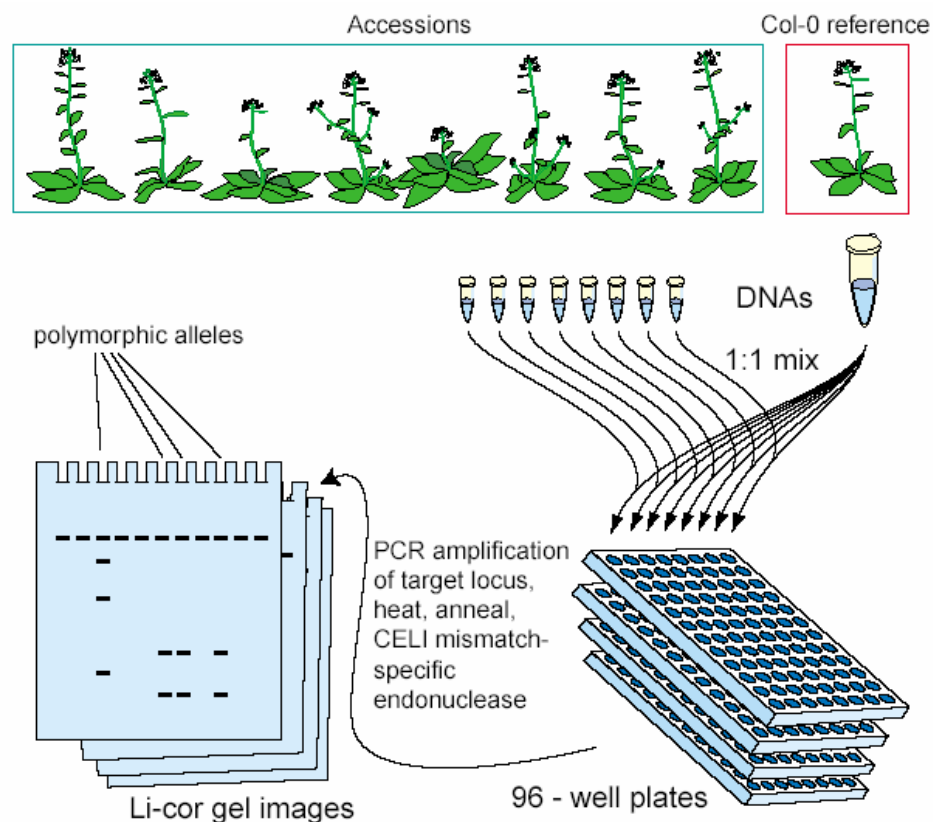 Accessions
Col-0 reference
DNAs
1:1 mix
polymorphic alleles
PCR amplification
of target locus,
heat, anneal,
CELI mismatch-
specific
endonuclease
Li-cor gel images
96 - well plates